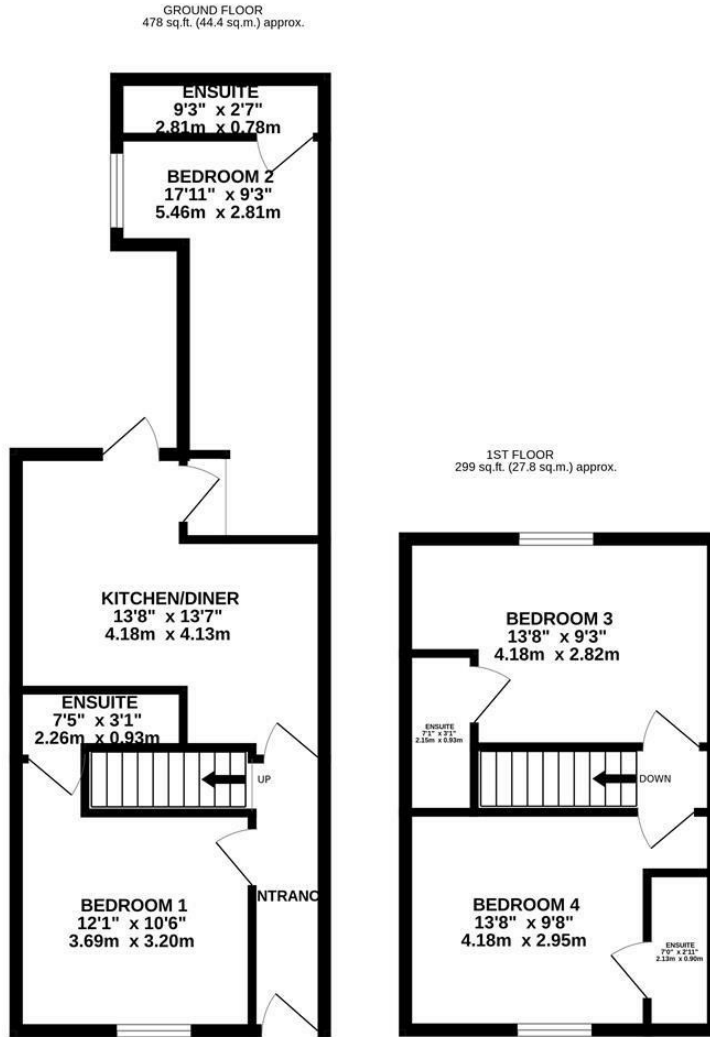 GROUND FLOOR
478 sq.ft. (44.4 sq.m.) approx.
ENSUITE
9'3" x 2'7"
2.81m x 0.78m
BEDROOM 2
17'11" x 9'3"
5.46m x 2.81m
KITCHEN/DINER
13'8" x 13'7"
4.18m x 4.13m
ENSUITE
7'5" x 3'1"
2.26m x 0.93m
UP
BEDROOM 1
12'1" x 10'6"
3.69m x 3.20m
NTRANC
1ST FLOOR
299 sq.ft. (27.8 sq.m.) approx.
BEDROOM 3
13'8" x 9'3"
4.18m x 2.82m
ENSUITE
7'1" x 3'1"
2.15m x 0.93m
DOWN
BEDROOM 4
13'8" x 9'8"
4.18m x 2.95m
ENSUITE
7'0" x 2'11"
2.13m x 0.90m